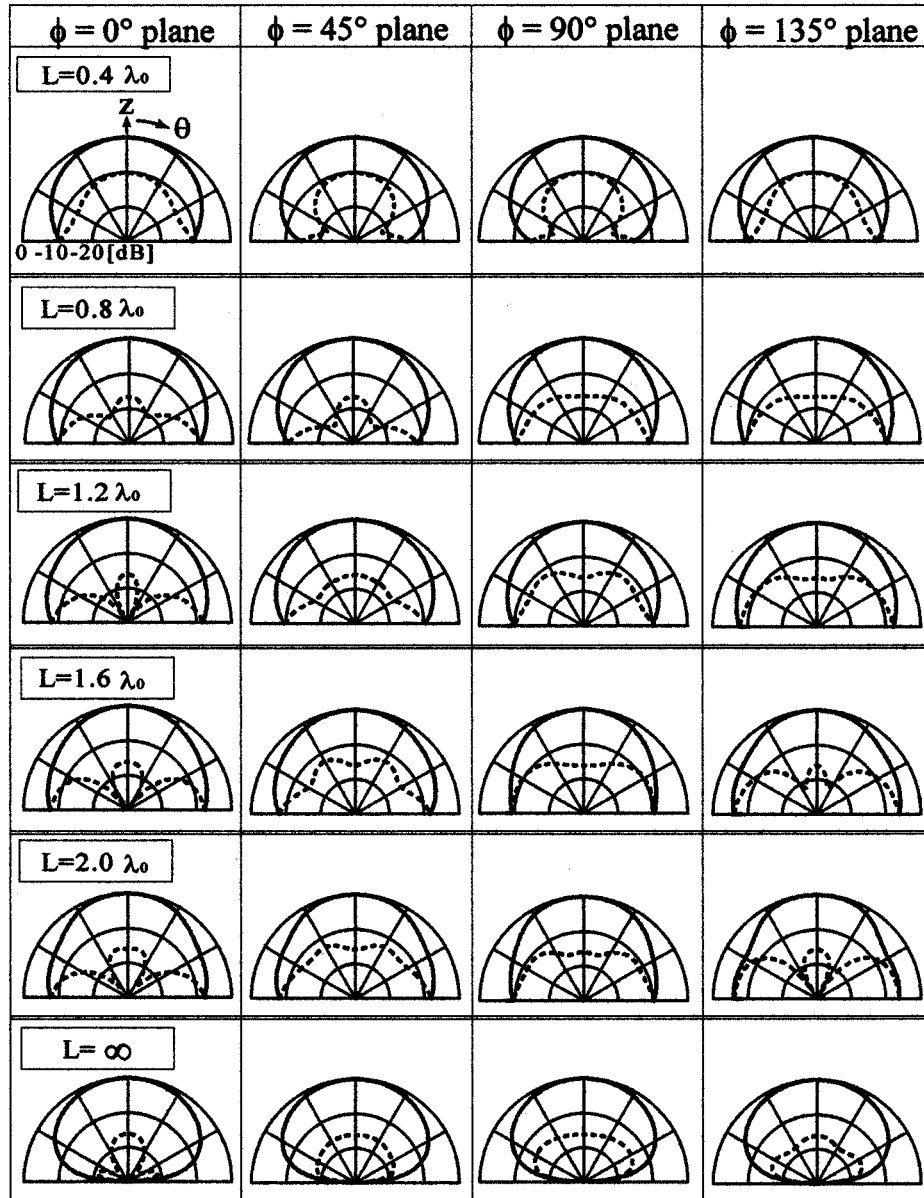 ϕ = 0° plane ϕ = 45° plane ϕ = 90° plane ϕ = 135° plane
L=0.4 λ₀
z
θ
0 -10-20[dB]
L=0.8 λ₀
L=1.2 λ₀
L=1.6 λ₀
L=2.0 λ₀
L= ∞